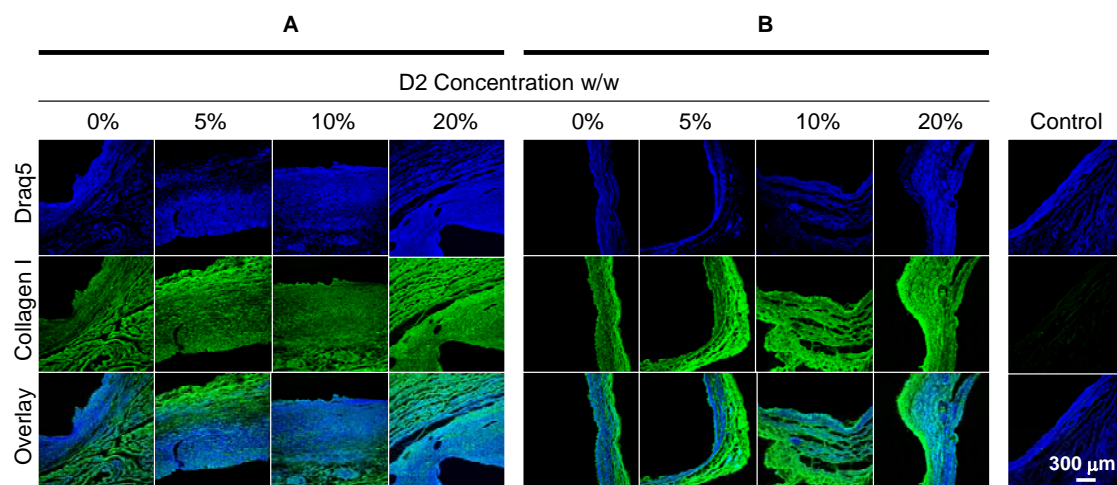 A B
D2 Concentration w/w
0% 5% 10% 20% 0% 5% 10% 20% Control
Draq5
Collagen I
Overlay
300 μm